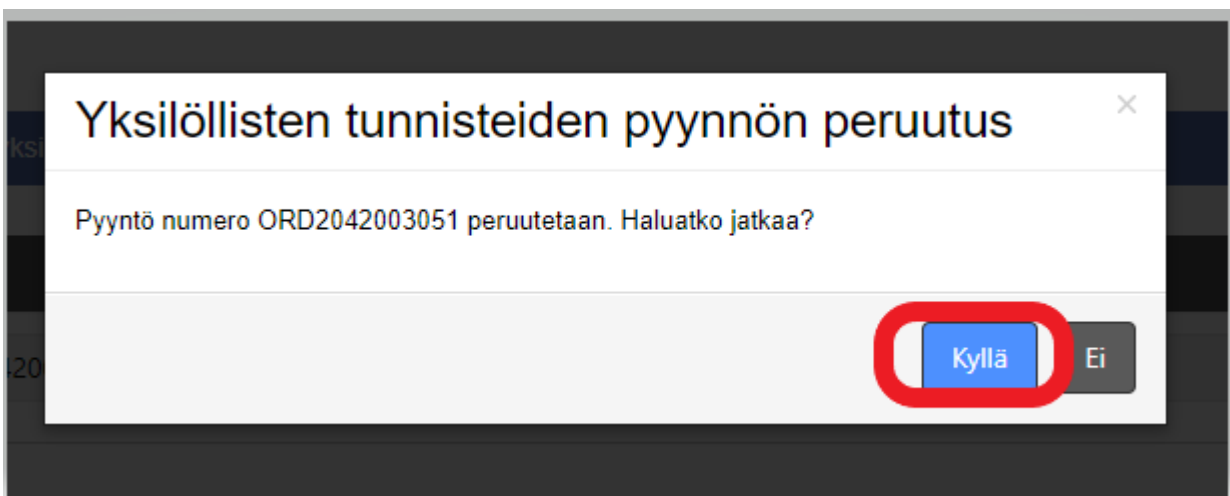 Yksilöllisten tunnisteiden pyynnön peruutus
×
Pyyntö numero ORD2042003051 peruutetaan. Haluatko jatkaa?
Kyllä Ei